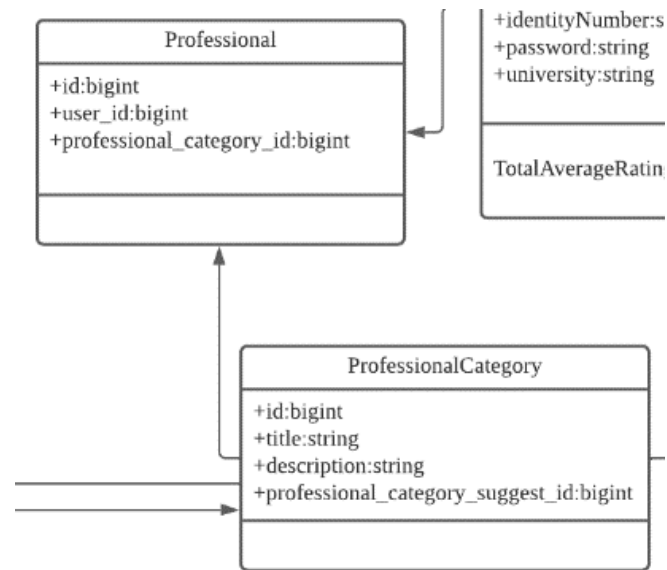 Professional
+id:bigint
+user_id:bigint
+professional_category_id:bigint
+password:string
+university:string
ProfessionalCategory
+id:bigint
+title:string
+description:string
+professional_category_suggest_id:bigint